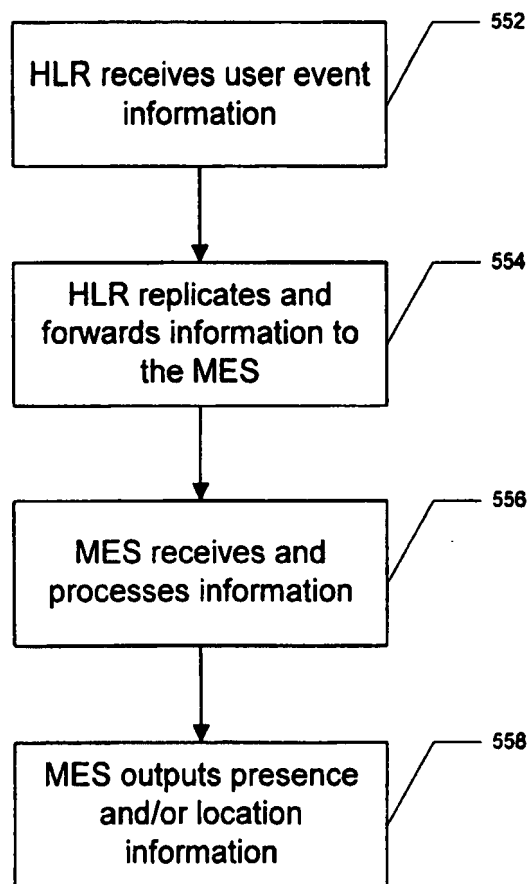 552
HLR receives user event
information
554
HLR replicates and
forwards information to
the MES
556
MES receives and
processes information
558
MES outputs presence
and/or location
information